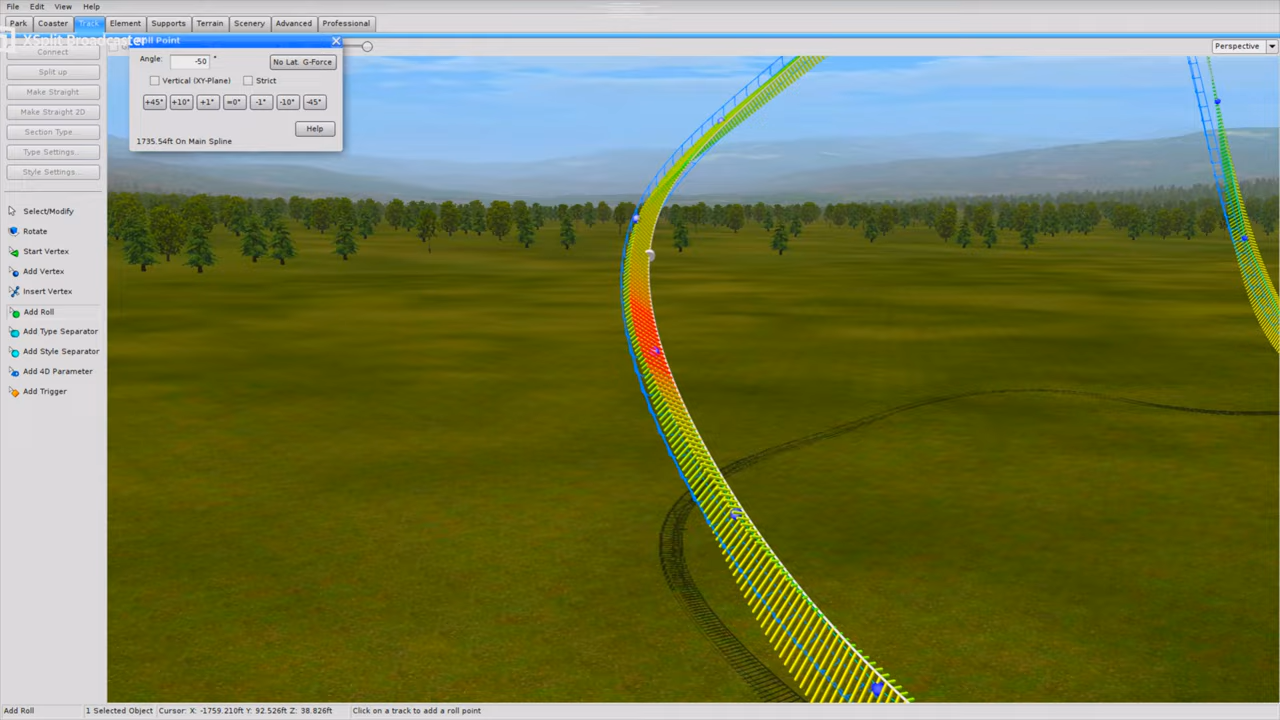 File Edit View Help
Park Coaster Track Element Supports Terrain Scenery Advanced Professional
XSplit Broadcaster
Roll Point
Perspective
Connect
Split up
Make Straight
Make Straight 2D
Section Type...
Type Settings...
Style Settings...
Angle: -50 ° No Lat. G-Force
Vertical (XY-Plane) Strict
+45° +10° +1° =0° -1° -10° -45°
Help
1735.54ft On Main Spline
Select/Modify
Rotate
Start Vertex
Add Vertex
Insert Vertex
Add Roll
Add Type Separator
Add Style Separator
Add 4D Parameter
Add Trigger
Add Roll 1 Selected Object Cursor: X: -1759.210ft Y: 92.526ft Z: 38.826ft Click on a track to add a roll point